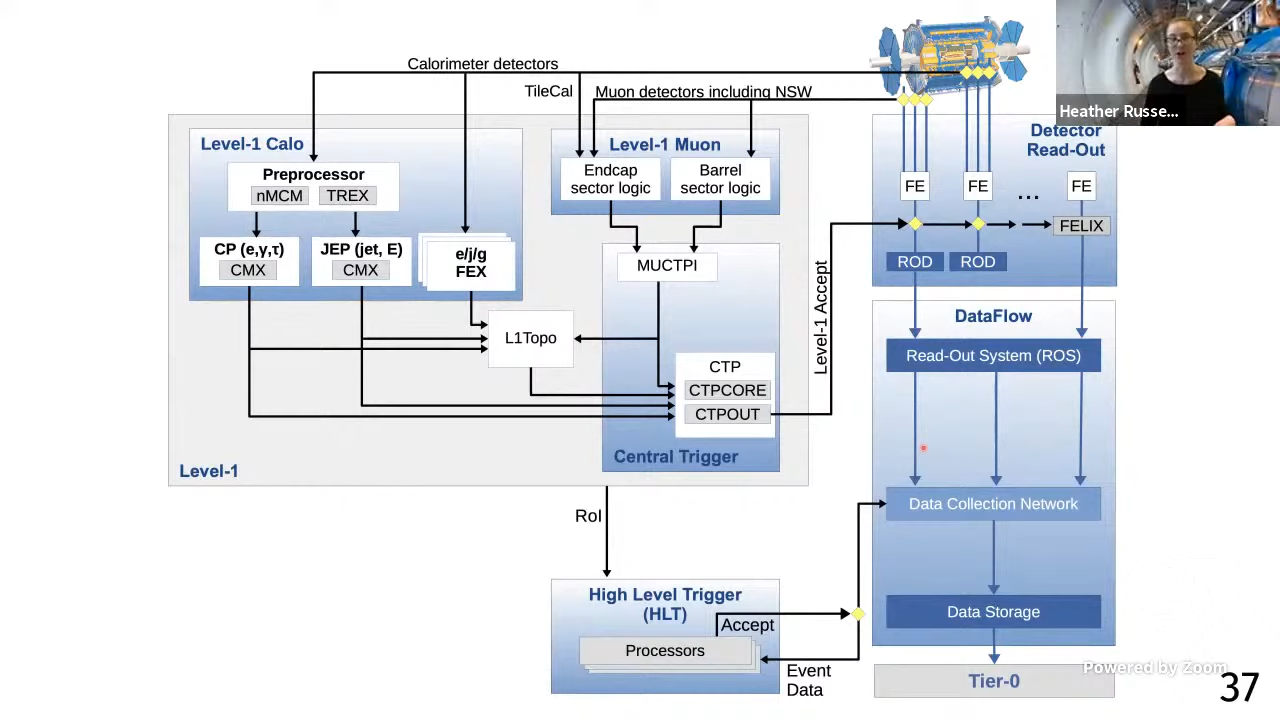 Calorimeter detectors
TileCal
Muon detectors including NSW
Heather Russe...
Level-1 Calo
Preprocessor
nMCM
TREX
CP (e,γ,τ)
CMX
JEP (jet, E)
CMX
e/j/g
FEX
Level-1 Muon
Endcap
sector logic
Barrel
sector logic
MUCTPI
L1Topo
CTP
CTPCORE
CTPOUT
Central Trigger
Level-1
Level-1 Accept
Detector
Read-Out
FE
FE
...
FE
FELIX
ROD
ROD
DataFlow
Read-Out System (ROS)
Data Collection Network
Data Storage
Tier-0
RoI
High Level Trigger
(HLT)
Accept
Processors
Event
Data
Powered by Zoom
37